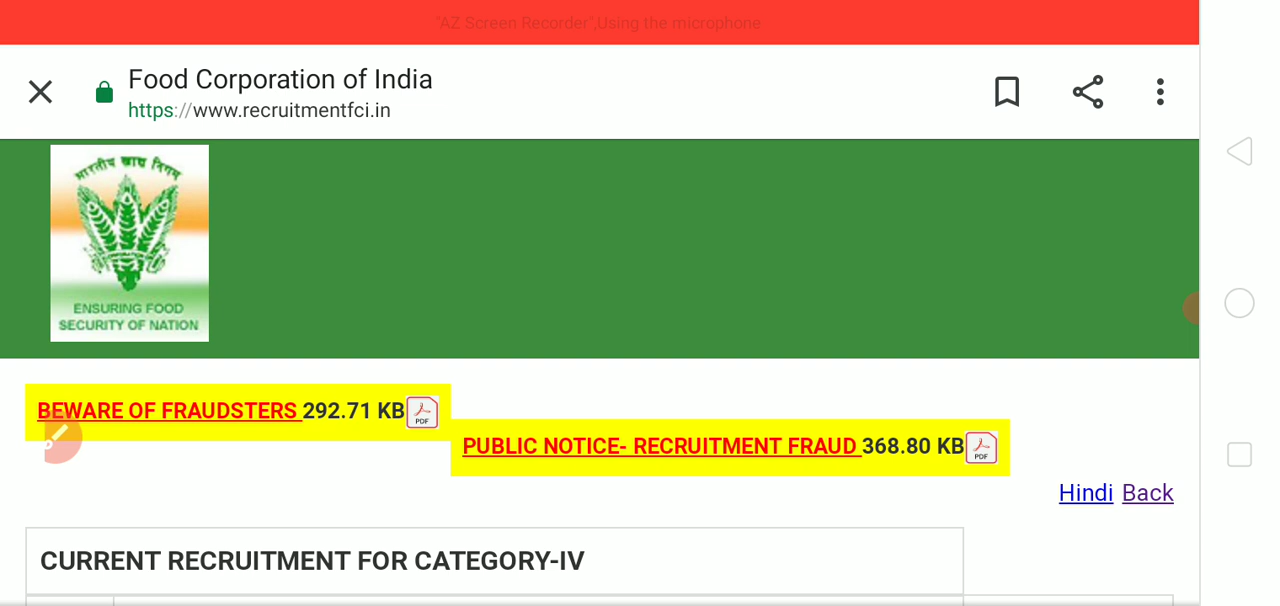 "AZ Screen Recorder",Using the microphone
Food Corporation of India
https://www.recruitmentfci.in
भारतीय खाद्य निगम
ENSURING FOOD
SECURITY OF NATION
BEWARE OF FRAUDSTERS 292.71 KB
PDF
PUBLIC NOTICE- RECRUITMENT FRAUD 368.80 KB
PDF
Hindi Back
CURRENT RECRUITMENT FOR CATEGORY-IV